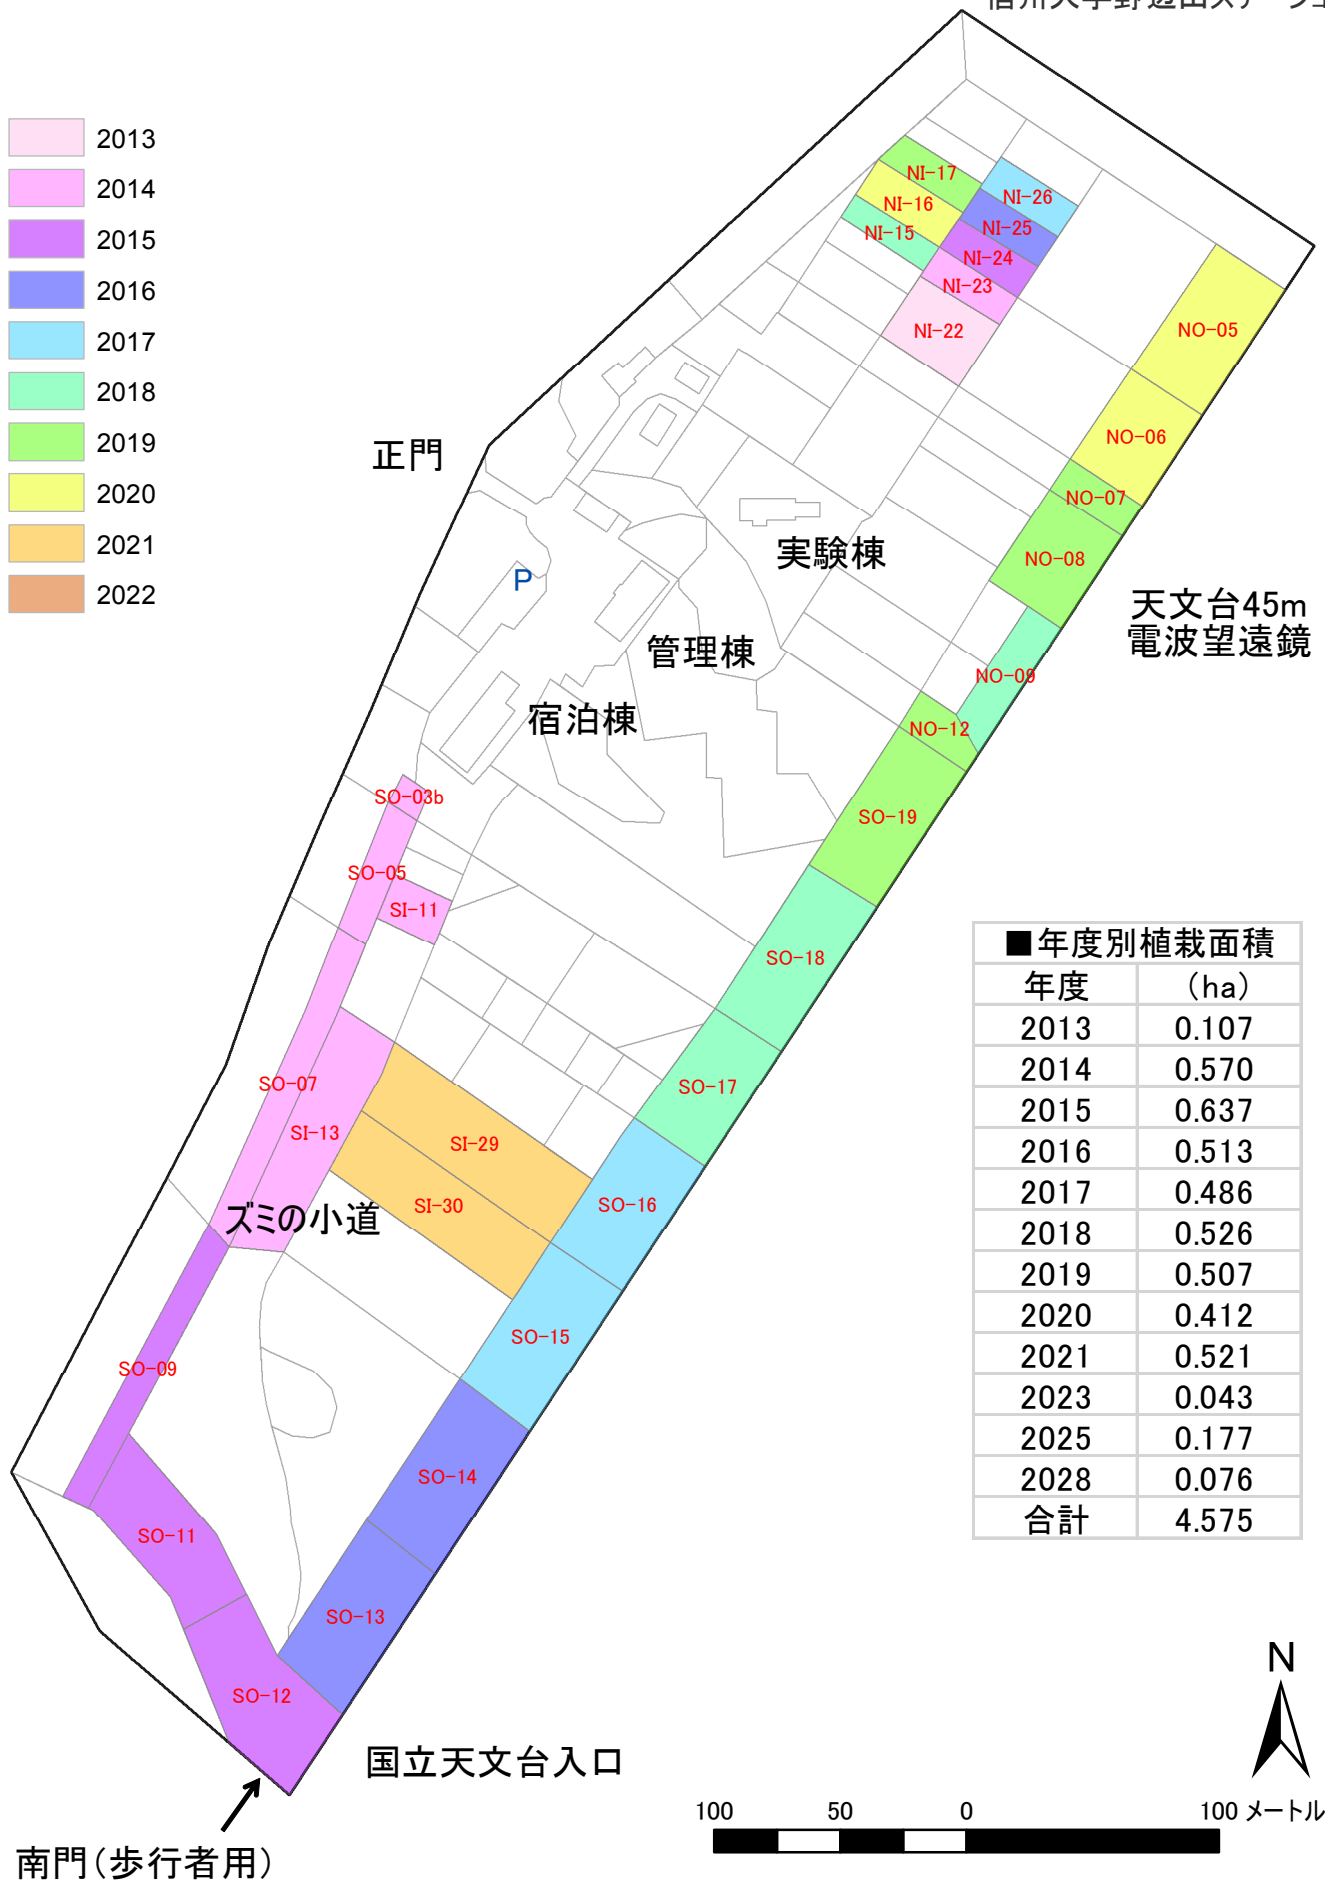 2013
2014
2015
2016
2017
2018
2019
2020
2021
2022
NI-17
NI-26
NI-16
NI-25
NI-15
NI-24
NI-23
NI-22
NO-05
NO-06
正門
NO-07
実験棟
NO-08
P
天文台45m
電波望遠鏡
管理棟
NO-09
宿泊棟
NO-12
SO-03b
SO-19
SO-05
SI-11
SO-18
SO-07
SO-17
SI-13
SI-29
SI-30
SO-16
ズミの小道
SO-15
SO-09
SO-14
SO-11
SO-13
SO-12
■年度別植栽面積
年度 (ha)
2013 0.107
2014 0.570
2015 0.637
2016 0.513
2017 0.486
2018 0.526
2019 0.507
2020 0.412
2021 0.521
2023 0.043
2025 0.177
2028 0.076
合計 4.575
N
国立天文台入口
100 50 0 100 メートル
南門(歩行者用)